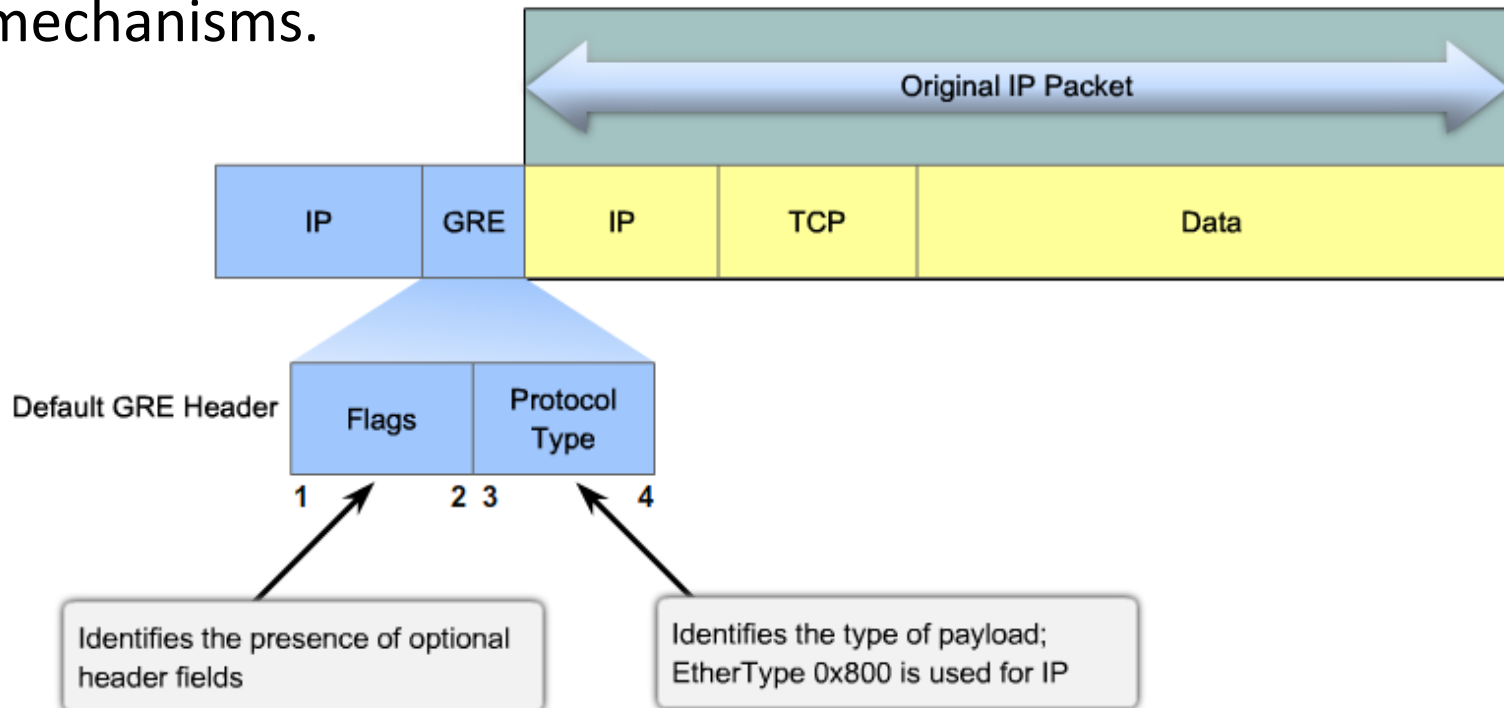 mechanisms.
Original IP Packet
IP GRE IP TCP Data
Default GRE Header
Flags
Protocol
Type
1 2 3 4
Identifies the presence of optional
header fields
Identifies the type of payload;
EtherType 0x800 is used for IP